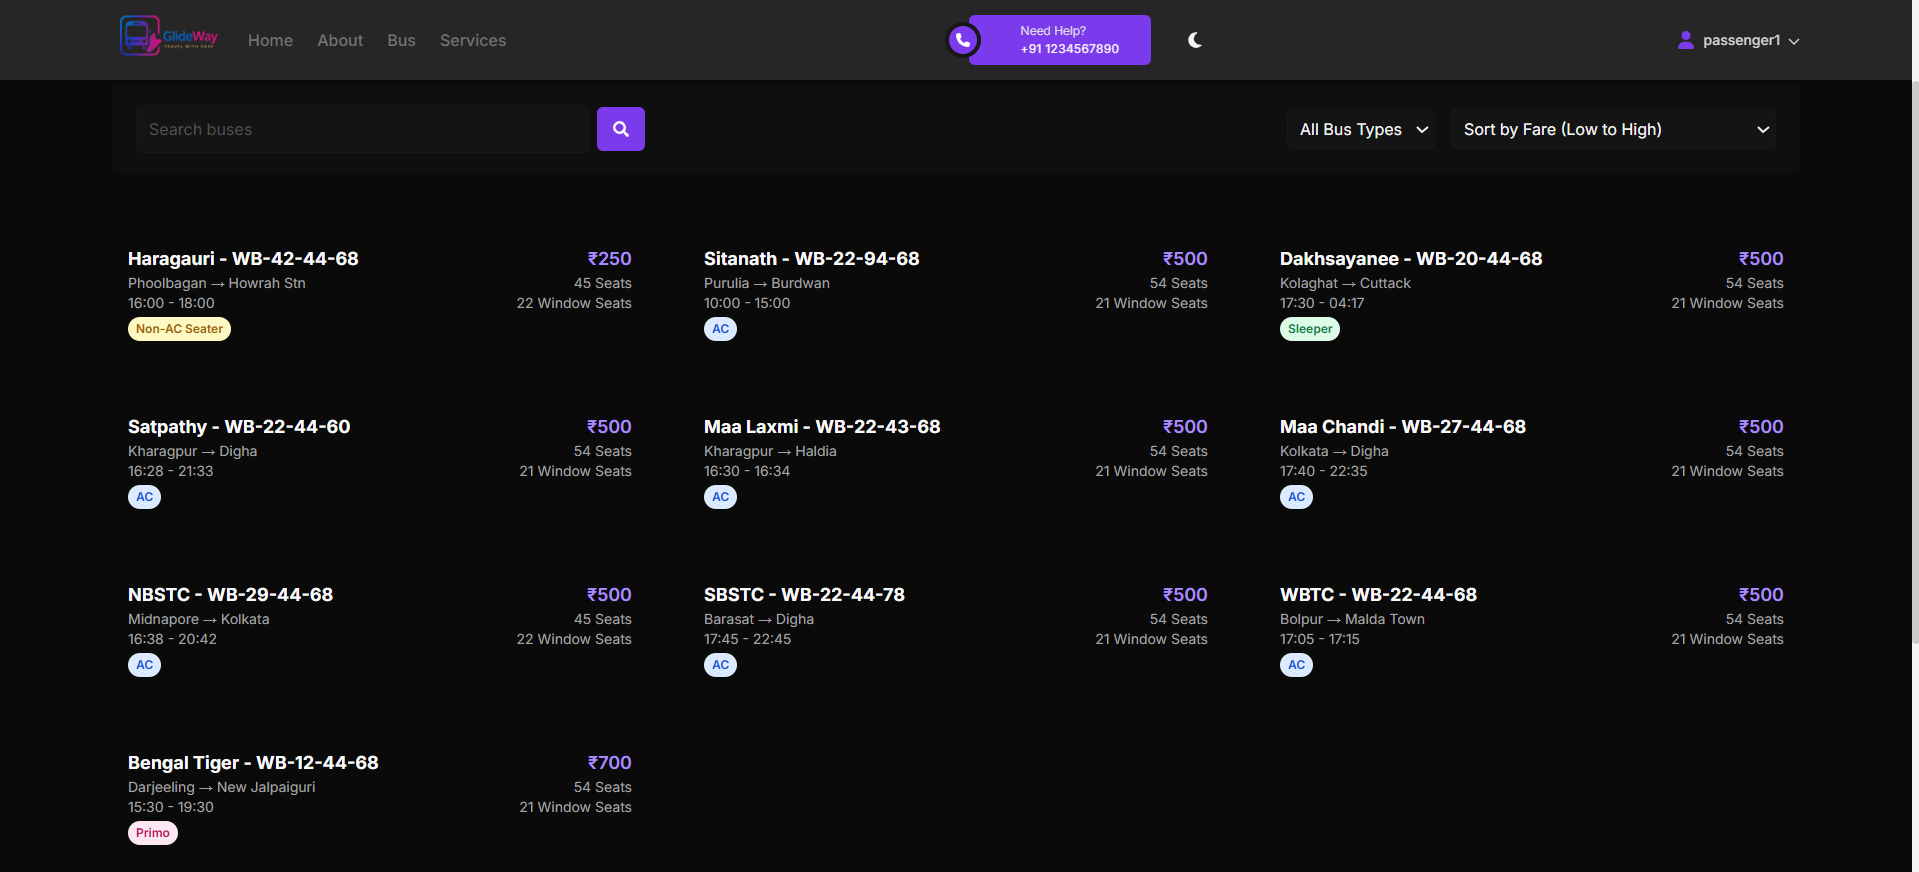 GlideWay
TRAVEL WITH EASE
Home
About
Bus
Services
Need Help?
+91 1234567890
passenger1
Search buses
All Bus Types
Sort by Fare (Low to High)
Haragauri - WB-42-44-68
₹250
Phoolbagan → Howrah Stn
45 Seats
16:00 - 18:00
22 Window Seats
Non-AC Seater
Sitanath - WB-22-94-68
₹500
Purulia → Burdwan
54 Seats
10:00 - 15:00
21 Window Seats
AC
Dakhsayanee - WB-20-44-68
₹500
Kolaghat → Cuttack
54 Seats
17:30 - 04:17
21 Window Seats
Sleeper
Satpathy - WB-22-44-60
₹500
Kharagpur → Digha
54 Seats
16:28 - 21:33
21 Window Seats
AC
Maa Laxmi - WB-22-43-68
₹500
Kharagpur → Haldia
54 Seats
16:30 - 16:34
21 Window Seats
AC
Maa Chandi - WB-27-44-68
₹500
Kolkata → Digha
54 Seats
17:40 - 22:35
21 Window Seats
AC
NBSTC - WB-29-44-68
₹500
Midnapore → Kolkata
45 Seats
16:38 - 20:42
22 Window Seats
AC
SBSTC - WB-22-44-78
₹500
Barasat → Digha
54 Seats
17:45 - 22:45
21 Window Seats
AC
WBTC - WB-22-44-68
₹500
Bolpur → Malda Town
54 Seats
17:05 - 17:15
21 Window Seats
AC
Bengal Tiger - WB-12-44-68
₹700
Darjeeling → New Jalpaiguri
54 Seats
15:30 - 19:30
21 Window Seats
Primo